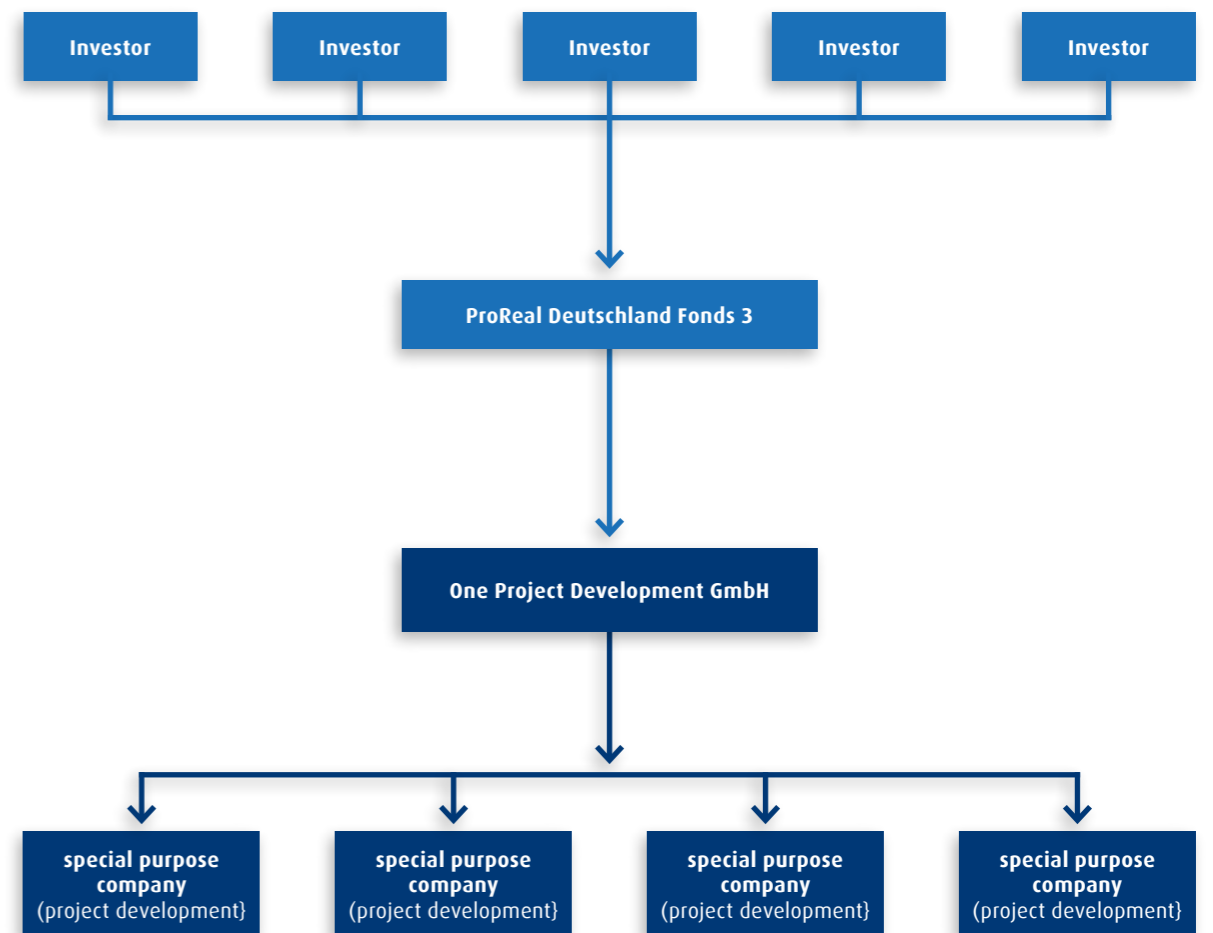 Investor
Investor
Investor
Investor
Investor
ProReal Deutschland Fonds 3
One Project Development GmbH
special purpose
company
(project development}
special purpose
company
(project development}
special purpose
company
(project development}
special purpose
company
(project development}